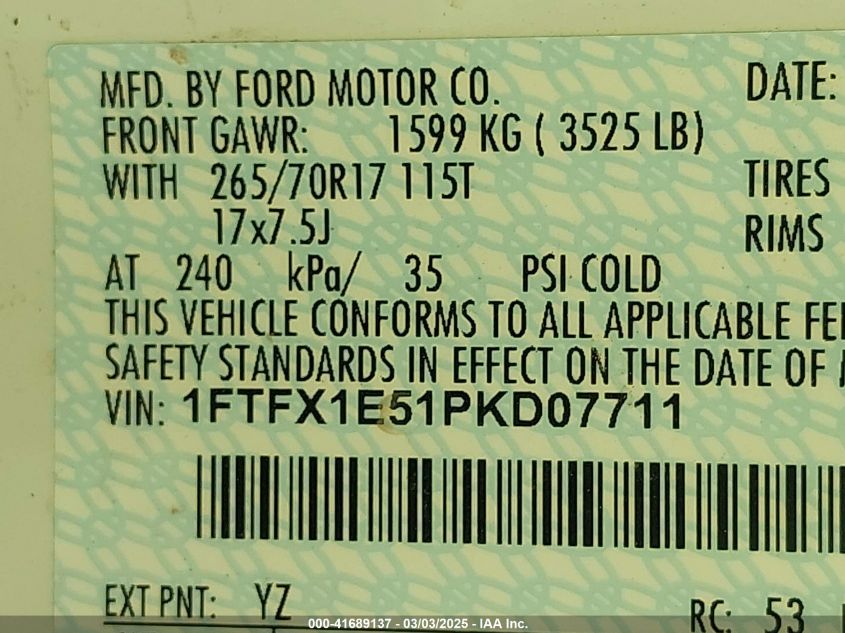 MFD. BY FORD MOTOR CO. DATE:
FRONT GAWR: 1599 KG ( 3525 LB)
WITH 265/70R17 115T TIRES
17x7.5J RIMS
AT 240 kPa/ 35 PSI COLD
THIS VEHICLE CONFORMS TO ALL APPLICABLE
SAFETY STANDARDS IN EFFECT ON THE DATE OF
VIN: 1FTFX1E51PKD07711
EXT PNT: YZ RC: 53
000-41689137 - 03/03/2025 - IAA Inc.